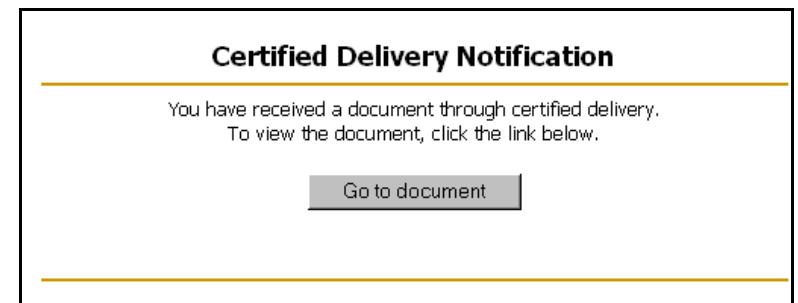 Certified Delivery Notification
You have received a document through certified delivery.
To view the document, click the link below.
Go to document